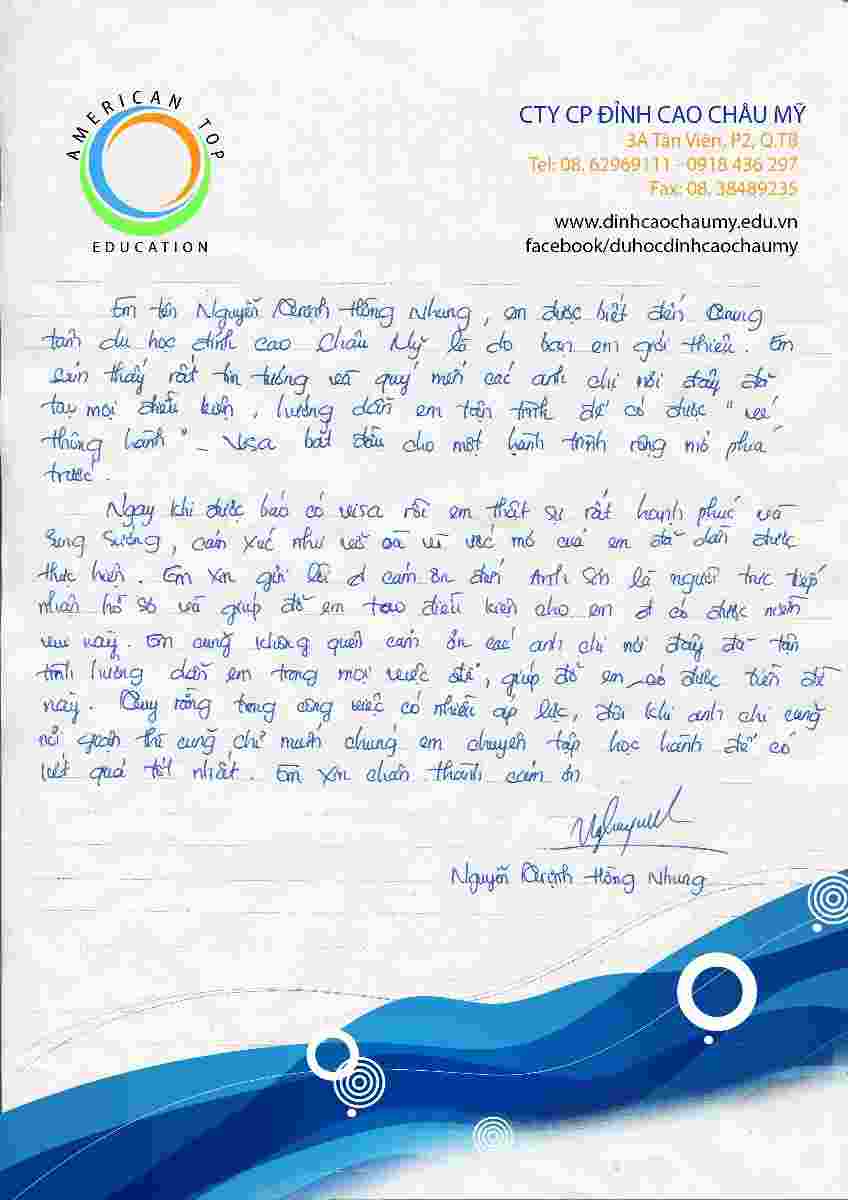 AMERICAN TOP
EDUCATION
CTY CP ĐỈNH CAO CHÂU MỸ
3A Tản Viên, P2, Q.TB
Tel: 08. 62969111 - 0918 436 297
Fax: 08. 38489235
www.dinhcaochaumy.edu.vn
facebook/duhocdinhcaochaumy
Em tên Nguyễn Quỳnh Hồng Nhung, em được biết đến trung
tâm du học đỉnh cao Châu Mỹ là do bạn em giới thiệu. Em
thấy rất tin tưởng và quý mến các anh chị nơi đây đã
tạo mọi điều kiện, hướng dẫn em tận tình để có được "vé
thông hành" - Visa bắt đầu cho một hành trình rộng mở phía
trước.
Ngay khi được báo có visa rồi em thật sự rất hạnh phúc và
sung sướng, cảm xúc như vỡ oà vì ước mơ của em đã dần được
thực hiện. Em xin gửi lời cảm ơn đến Anh Sơn là người trực tiếp
nhận hồ sơ và giúp đỡ em tạo điều kiện cho em có được niềm
vui này. Em cũng không quên cảm ơn các anh chị nơi đây đã tận
tình hướng dẫn em trong mọi việc để, giúp đỡ em có được tiền đề
này. Quy rằng trong công việc có nhiều áp lực, đôi khi anh chị cũng
thì cũng chỉ muốn chúng em chuyên tập học hành để có
kết quả tốt nhất. Em xin chân thành cảm ơn
Nguyễn Quỳnh Hồng Nhung